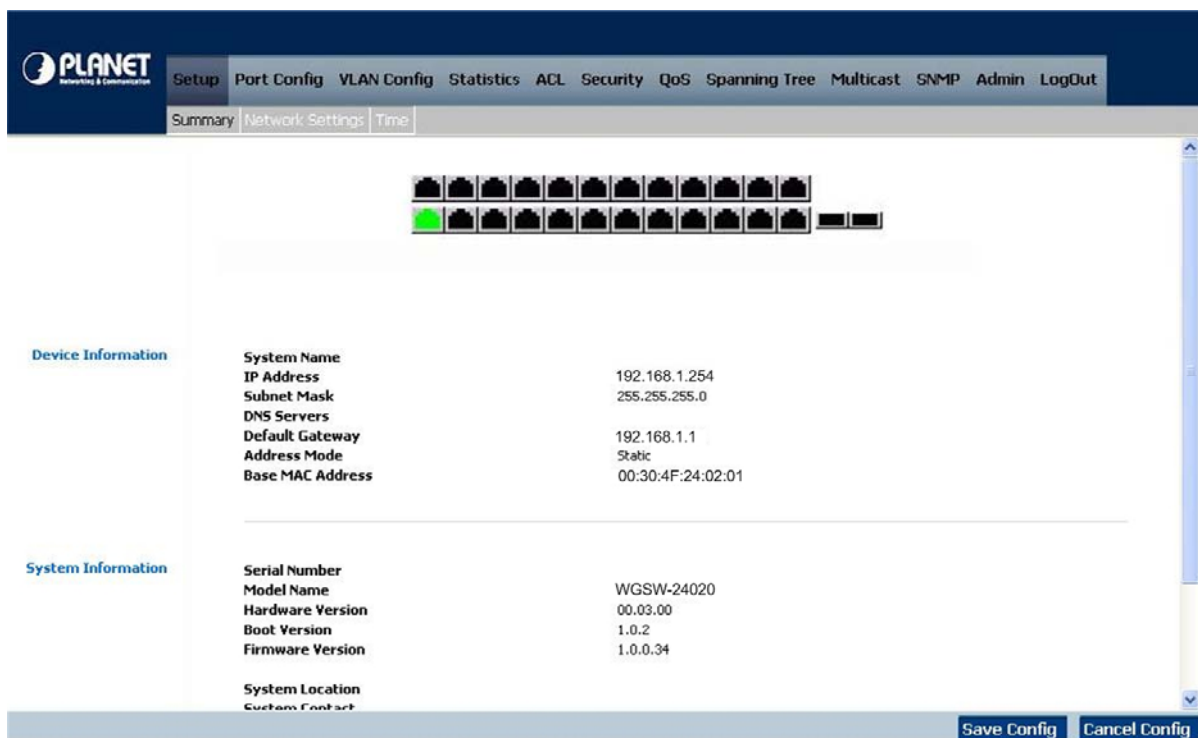 PLANET
Networking & Communication
Setup Port Config VLAN Config Statistics ACL Security QoS Spanning Tree Multicast SNMP Admin LogOut
Summary Network Settings Time
Device Information
System Name
IP Address 192.168.1.254
Subnet Mask 255.255.255.0
DNS Servers
Default Gateway 192.168.1.1
Address Mode Static
Base MAC Address 00:30:4F:24:02:01
System Information
Serial Number
Model Name WGSW-24020
Hardware Version 00.03.00
Boot Version 1.0.2
Firmware Version 1.0.0.34
System Location
System Contact
Save Config Cancel Config